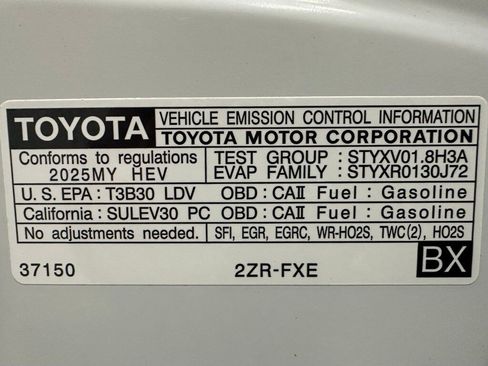 TOYOTA
VEHICLE EMISSION CONTROL INFORMATION
TOYOTA MOTOR CORPORATION
Conforms to regulations
2025MY HEV
TEST GROUP : STYXV01.8H3A
EVAP FAMILY : STYXR0130J72
U.S. EPA : T3B30 LDV OBD : CAⅡ Fuel : Gasoline
California : SULEV30 PC OBD : CAⅡ Fuel : Gasoline
No adjustments needed. SFI, EGR, EGRC, WR-HO2S, TWC(2), HO2S
37150 2ZR-FXE BX